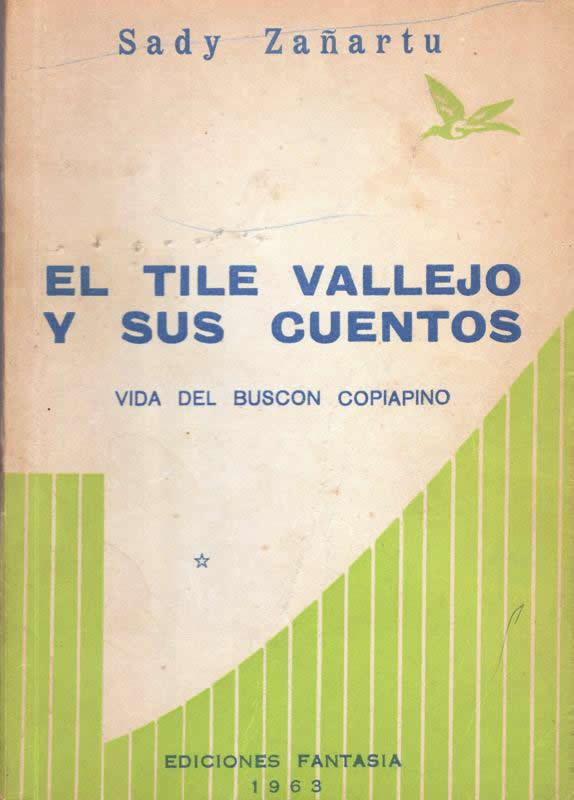 Sady Zañartu
EL TILE VALLEJO
Y SUS CUENTOS
VIDA DEL BUSCON COPIAPINO
EDICIONES FANTASIA
1963